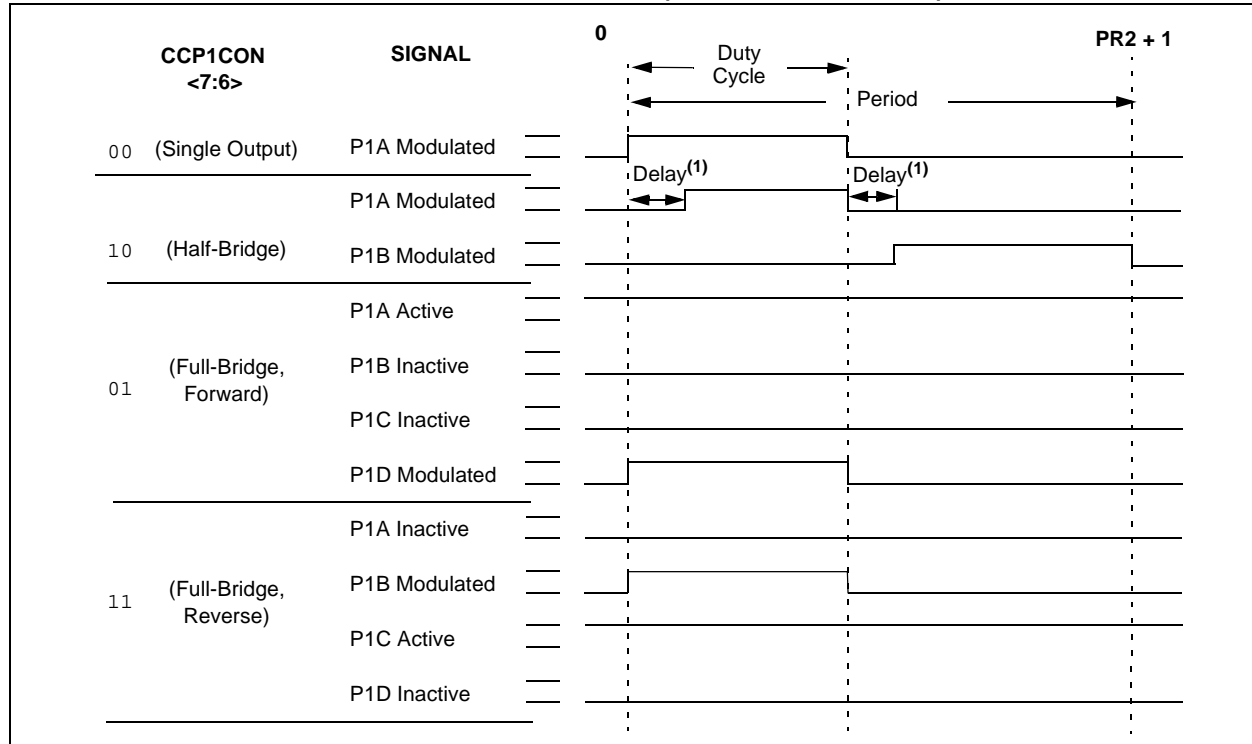 CCP1CON
<7:6>
SIGNAL
0
PR2 + 1
Duty
Cycle
Period
00 (Single Output) P1A Modulated
Delay(1) Delay(1)
P1A Modulated
10 (Half-Bridge) P1B Modulated
P1A Active
(Full-Bridge,
Forward)
P1B Inactive
01
P1C Inactive
P1D Modulated
P1A Inactive
P1B Modulated
11 (Full-Bridge,
Reverse)
P1C Active
P1D Inactive